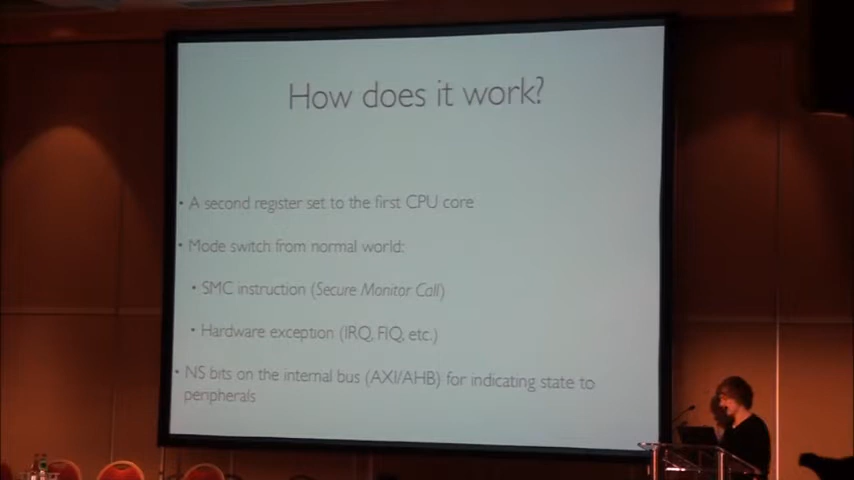 How does it work?
• A second register set to the first CPU core
• Mode switch from normal world:
• SMC instruction (Secure Monitor Call)
• Hardware exception (IRQ, FIQ, etc.)
• NS bits on the internal bus (AXI/AHB) for indicating state to
peripherals